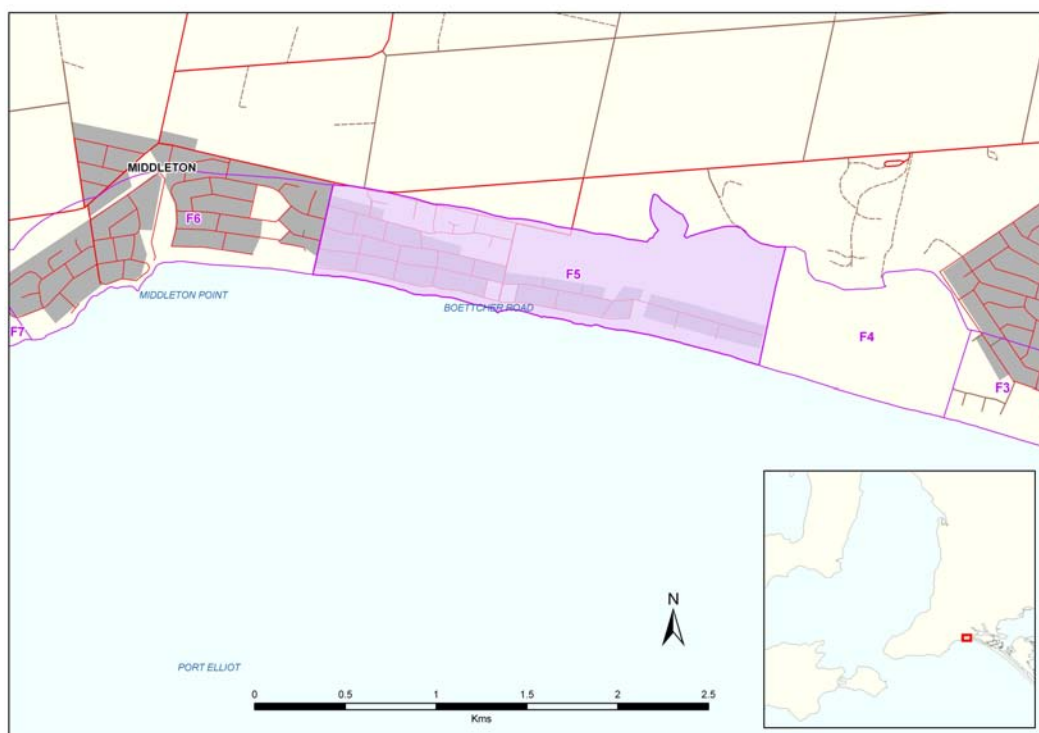 MIDDLETON
F6
F5
MIDDLETON POINT
BOETTCHER ROAD
F7
F4
F3
N
PORT ELLIOT
0 0.5 1 1.5 2 2.5
Kms